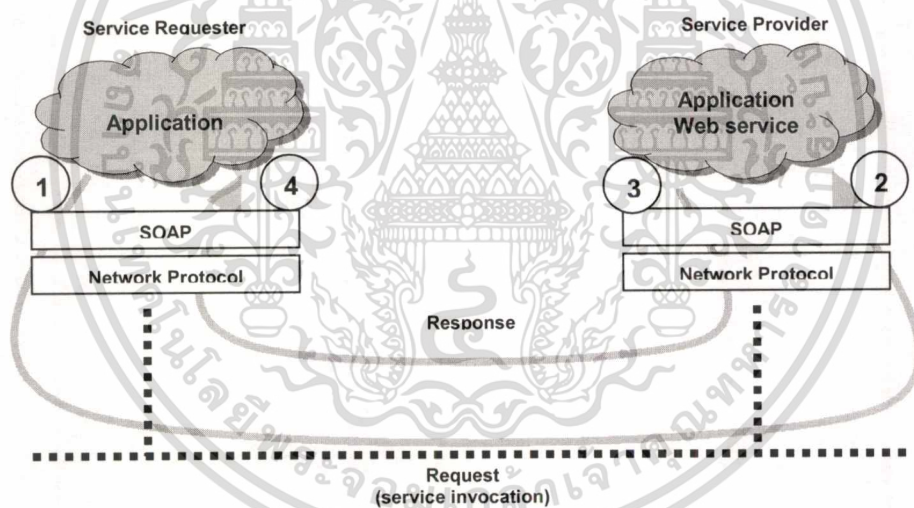 Service Requester
Service Provider
Application
Application
Web service
1
4
3
2
SOAP
SOAP
Network Protocol
Network Protocol
Response
Request
(service invocation)